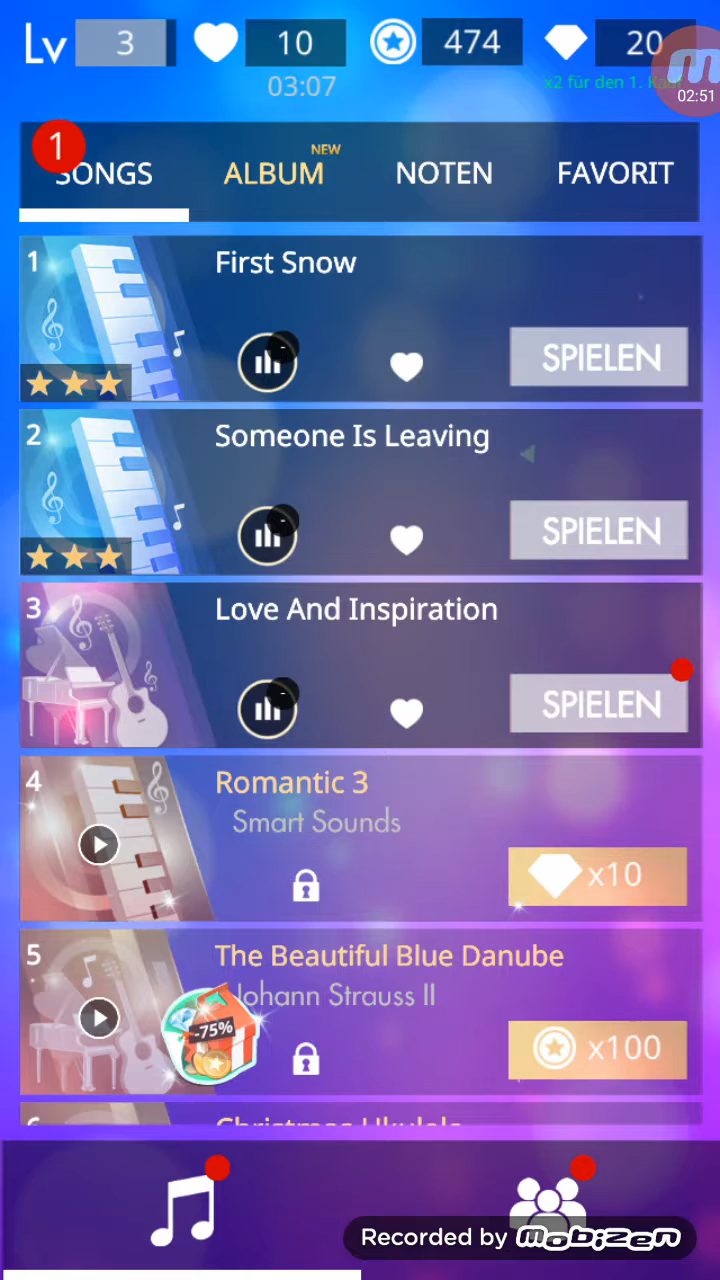 Lv 3 10 474 20
03:07
x2 für den 1. Kauf
02:51
1
NEW
SONGS ALBUM NOTEN FAVORIT
1 First Snow
SPIELEN
2 Someone Is Leaving
SPIELEN
3 Love And Inspiration
SPIELEN
4 Romantic 3
Smart Sounds
x10
5 The Beautiful Blue Danube
Johann Strauss II
-75%
x100
Recorded by mobizen